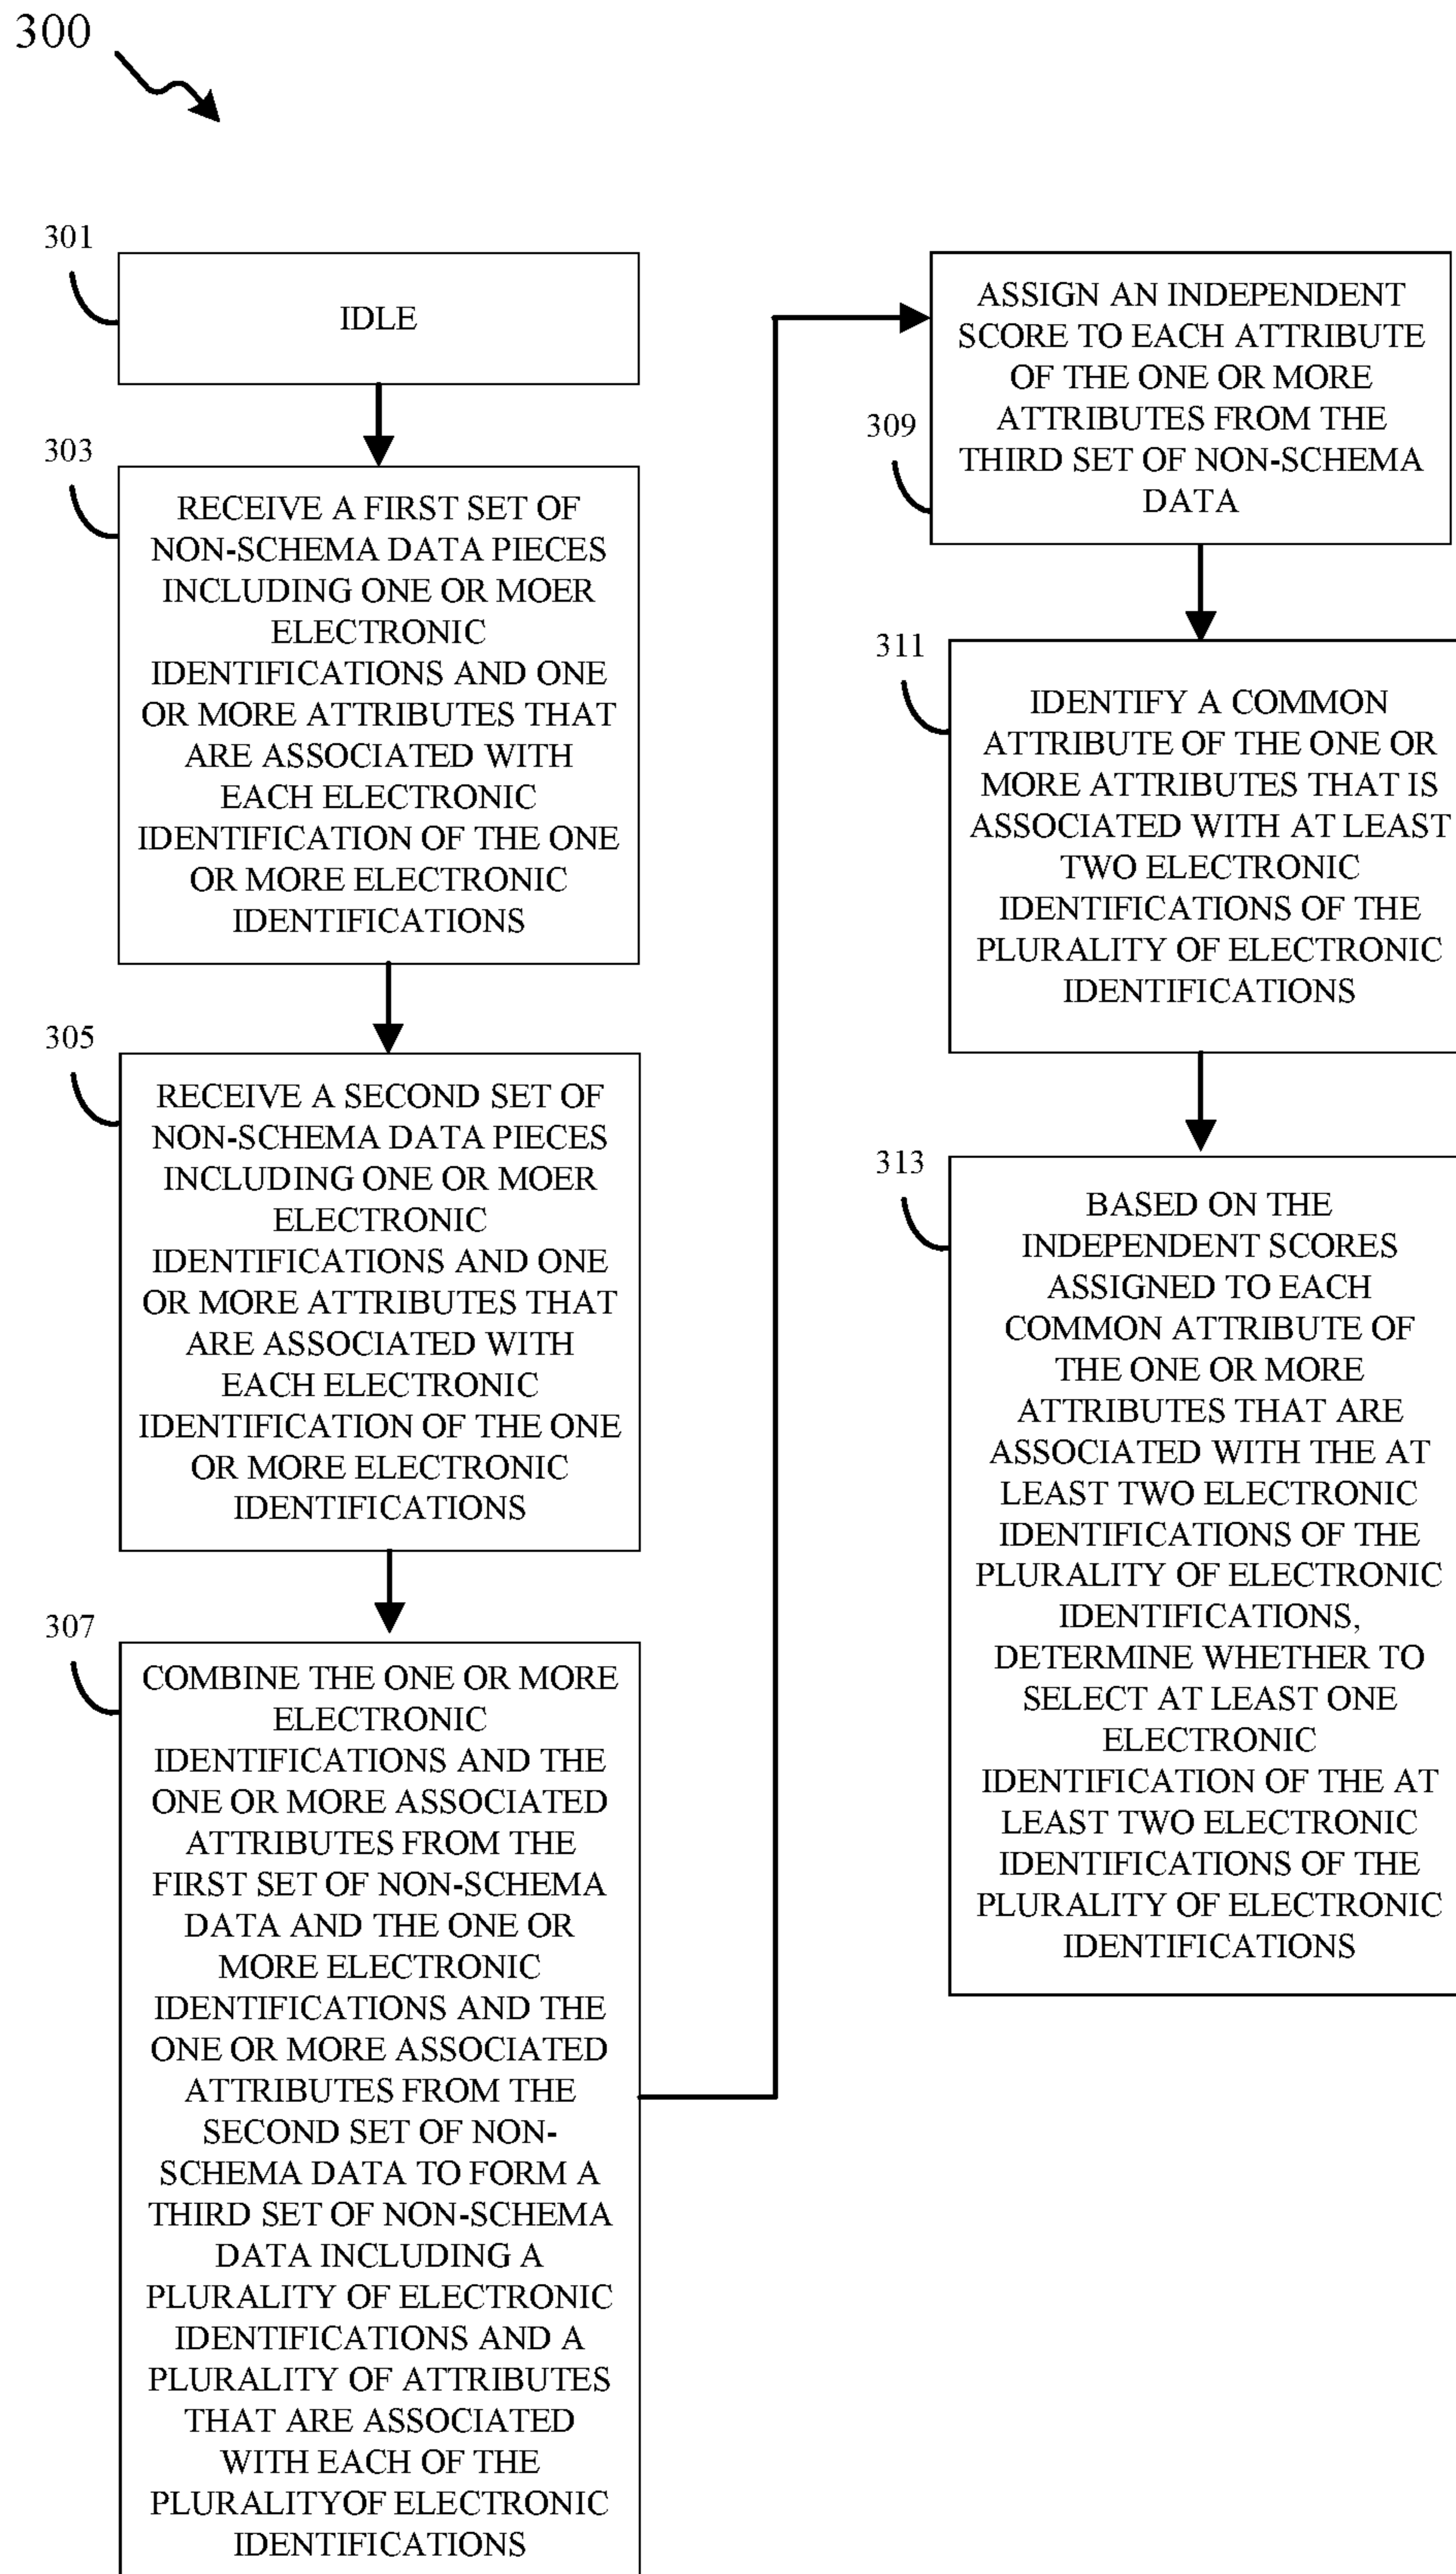 300
301
IDLE
303
RECEIVE A FIRST SET OF
NON-SCHEMA DATA PIECES
INCLUDING ONE OR MOER
ELECTRONIC
IDENTIFICATIONS AND ONE
OR MORE ATTRIBUTES THAT
ARE ASSOCIATED WITH
EACH ELECTRONIC
IDENTIFICATION OF THE ONE
OR MORE ELECTRONIC
IDENTIFICATIONS
305
RECEIVE A SECOND SET OF
NON-SCHEMA DATA PIECES
INCLUDING ONE OR MOER
ELECTRONIC
IDENTIFICATIONS AND ONE
OR MORE ATTRIBUTES THAT
ARE ASSOCIATED WITH
EACH ELECTRONIC
IDENTIFICATION OF THE ONE
OR MORE ELECTRONIC
IDENTIFICATIONS
307
COMBINE THE ONE OR MORE
ELECTRONIC
IDENTIFICATIONS AND THE
ONE OR MORE ASSOCIATED
ATTRIBUTES FROM THE
FIRST SET OF NON-SCHEMA
DATA AND THE ONE OR
MORE ELECTRONIC
IDENTIFICATIONS AND THE
ONE OR MORE ASSOCIATED
ATTRIBUTES FROM THE
SECOND SET OF NON-
SCHEMA DATA TO FORM A
THIRD SET OF NON-SCHEMA
DATA INCLUDING A
PLURALITY OF ELECTRONIC
IDENTIFICATIONS AND A
PLURALITY OF ATTRIBUTES
THAT ARE ASSOCIATED
WITH EACH OF THE
PLURALITYOF ELECTRONIC
IDENTIFICATIONS
309
ASSIGN AN INDEPENDENT
SCORE TO EACH ATTRIBUTE
OF THE ONE OR MORE
ATTRIBUTES FROM THE
THIRD SET OF NON-SCHEMA
DATA
311
IDENTIFY A COMMON
ATTRIBUTE OF THE ONE OR
MORE ATTRIBUTES THAT IS
ASSOCIATED WITH AT LEAST
TWO ELECTRONIC
IDENTIFICATIONS OF THE
PLURALITY OF ELECTRONIC
IDENTIFICATIONS
313
BASED ON THE
INDEPENDENT SCORES
ASSIGNED TO EACH
COMMON ATTRIBUTE OF
THE ONE OR MORE
ATTRIBUTES THAT ARE
ASSOCIATED WITH THE AT
LEAST TWO ELECTRONIC
IDENTIFICATIONS OF THE
PLURALITY OF ELECTRONIC
IDENTIFICATIONS,
DETERMINE WHETHER TO
SELECT AT LEAST ONE
ELECTRONIC
IDENTIFICATION OF THE AT
LEAST TWO ELECTRONIC
IDENTIFICATIONS OF THE
PLURALITY OF ELECTRONIC
IDENTIFICATIONS